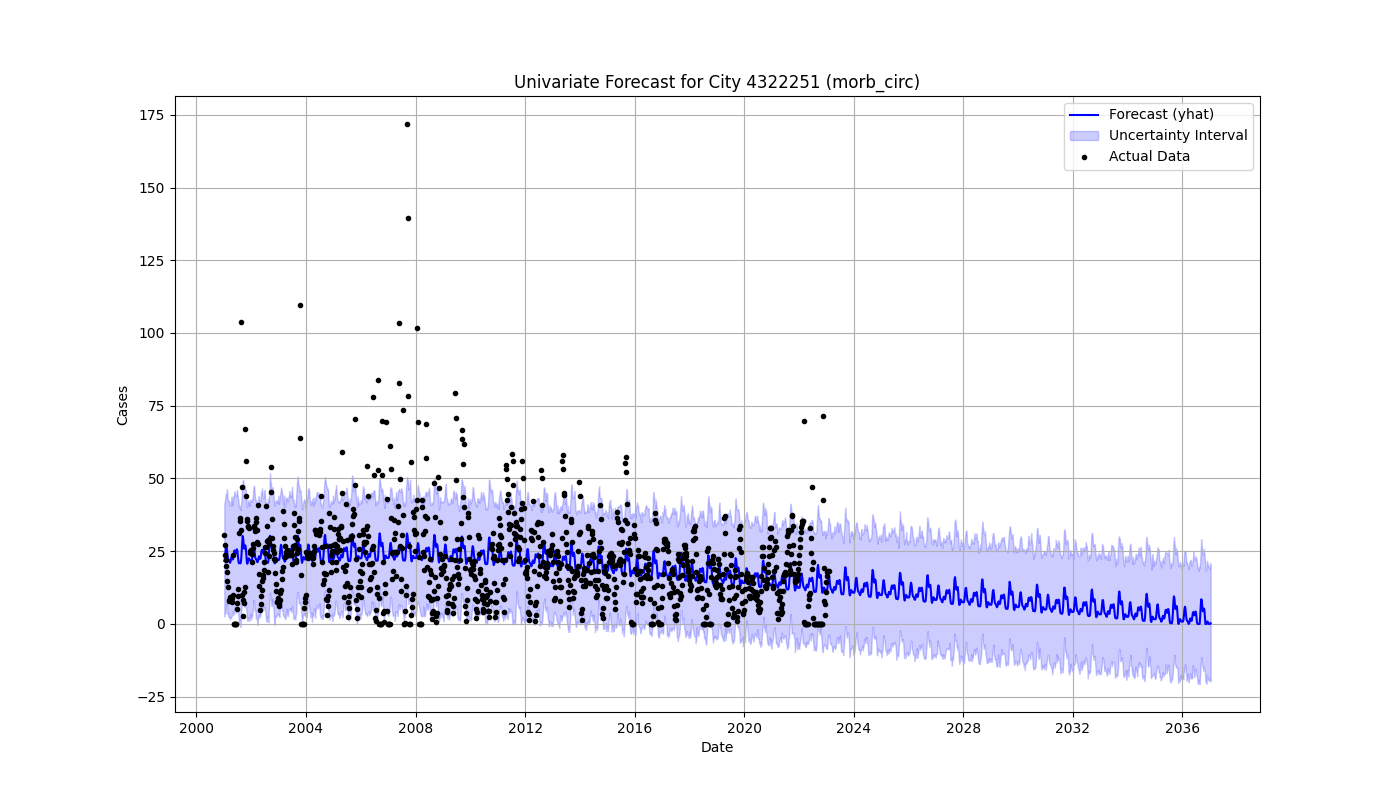 Univariate Forecast for City 4322251 (morb_circ)
Forecast (yhat)
Uncertainty Interval
Actual Data
175
150
125
100
75
50
25
0
−25
Cases
2000 2004 2008 2012 2016 2020 2024 2028 2032 2036
Date